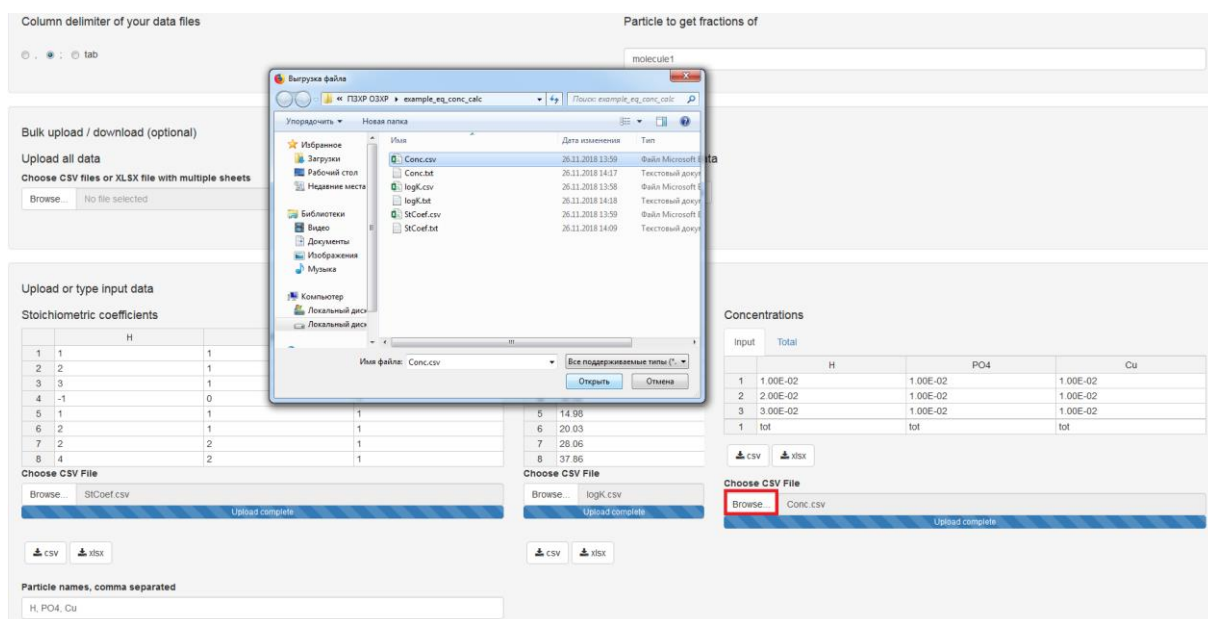 Column delimiter of your data files
Particle to get fractions of
, ; tab
molecule1
Выгрузка файла
« ПЗХР ОЗХР ▸ example_eq_conc_calc
Поиск: example_eq_conc_calc
Упорядочить Новая папка
Имя Дата изменения Тип
Избранное
Загрузки
Рабочий стол
Недавние места
Библиотеки
Видео
Документы
Изображения
Музыка
Компьютер
Локальный диск
Локальный диск
Conc.csv 26.11.2018 13:59 Файл Microsoft E
Conc.txt 26.11.2018 14:17 Текстовый доку
logK.csv 26.11.2018 13:58 Файл Microsoft E
logK.txt 26.11.2018 14:18 Текстовый доку
StCoef.csv 26.11.2018 13:59 Файл Microsoft E
StCoef.txt 26.11.2018 14:09 Текстовый доку
Имя файла: Conc.csv
Все поддерживаемые типы (*.
Открыть Отмена
Bulk upload / download (optional)
Upload all data
Choose CSV files or XLSX file with multiple sheets
Browse... No file selected
Upload or type input data
Stoichiometric coefficients
H
1 1 1
2 2 1
3 3 1
4 -1 0
5 1 1 1
6 2 1 1
7 2 2 1
8 4 2 1
Choose CSV File
Browse... StCoef.csv
Upload complete
csv xlsx
Particle names, comma separated
H, PO4, Cu
5 14.98
6 20.03
7 28.06
8 37.86
Choose CSV File
Browse... logK.csv
Upload complete
csv xlsx
Concentrations
Input Total
H PO4 Cu
1 1.00E-02 1.00E-02 1.00E-02
2 2.00E-02 1.00E-02 1.00E-02
3 3.00E-02 1.00E-02 1.00E-02
1 tot tot tot
csv xlsx
Choose CSV File
Browse... Conc.csv
Upload complete